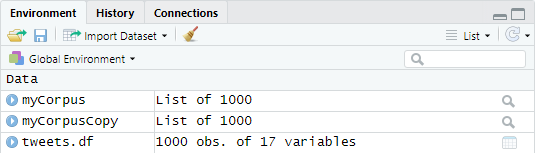 Environment History Connections
Import Dataset List
Global Environment
Data
myCorpus List of 1000
myCorpusCopy List of 1000
tweets.df 1000 obs. of 17 variables